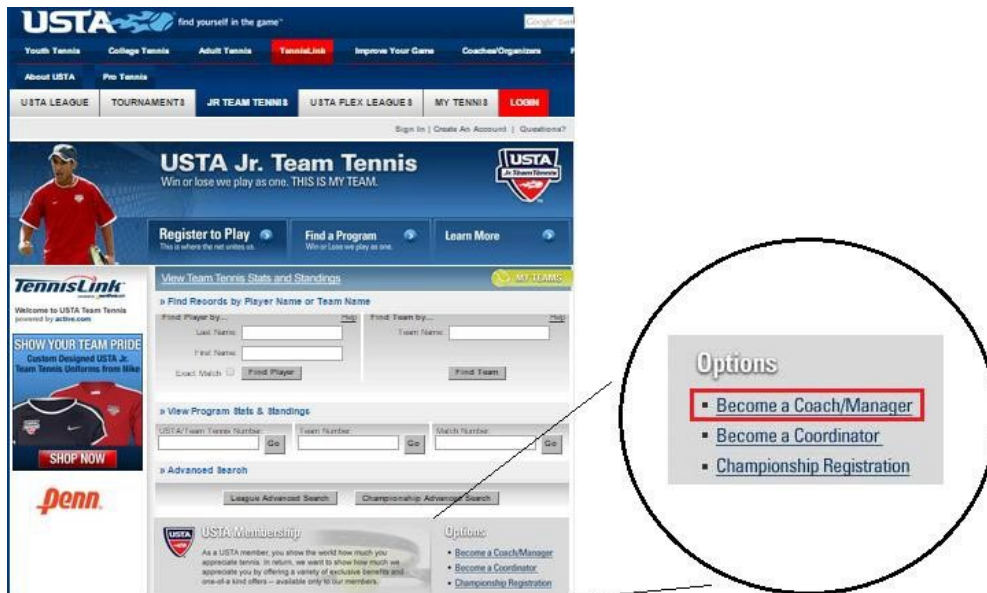 USTA find yourself in the game™
Youth Tennis College Tennis Adult Tennis TennisLink Improve Your Game Coaches/Organizers
About USTA Pro Tennis
USTA LEAGUE TOURNAMENTS JR TEAM TENNIS USTA FLEX LEAGUES MY TENNIS LOGIN
Sign In | Create An Account | Questions?
USTA Jr. Team Tennis
Win or lose we play as one. THIS IS MY TEAM.
USTA
Jr. Team Tennis
Register to Play Find a Program Learn More
This is where the net unites us. Win or Lose we play as one.
TennisLink
Welcome to USTA Team Tennis
powered by active.com
SHOW YOUR TEAM PRIDE
Custom Designed USTA Jr.
Team Tennis Uniforms from Nike
SHOP NOW
Penn
View Team Tennis Stats and Standings MY TEAMS
» Find Records by Player Name or Team Name
Find Player by... Help Find Team by... Help
Last Name: Team Name:
First Name:
Exact Match Find Player Find Team
» View Program Stats & Standings
USTA/Team Tennis Number: Team Number: Match Number:
Go Go Go
» Advanced Search
League Advanced Search Championship Advanced Search
USTA USTA Membership
As a USTA member, you show the world how much you
appreciate tennis. In return, we want to show how much we
appreciate you by offering a variety of exclusive benefits and
one-of-a kind offers – available only to our members.
Options
▪ Become a Coach/Manager
▪ Become a Coordinator
▪ Championship Registration
Options
▪ Become a Coach/Manager
▪ Become a Coordinator
▪ Championship Registration